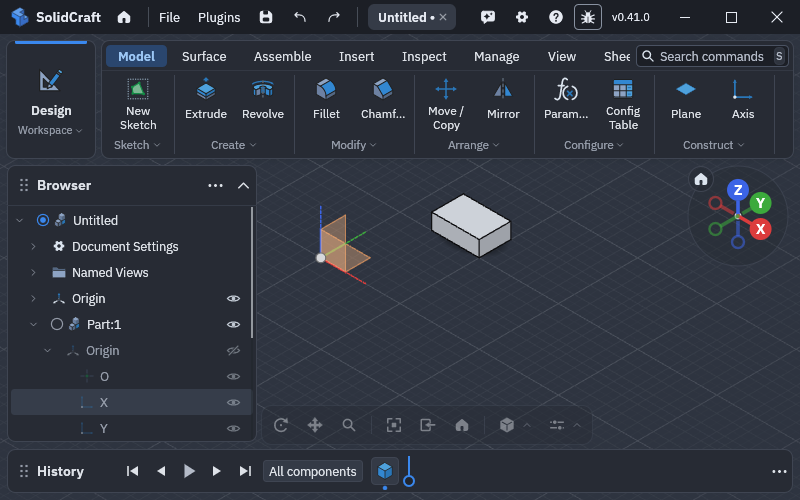 SolidCraft
File
Plugins
Untitled •
v0.41.0
Design
Workspace
Model
Surface
Assemble
Insert
Inspect
Manage
View
Shee
Search commands
S
New Sketch
Extrude
Revolve
Fillet
Chamf...
Move / Copy
Mirror
Param...
Config Table
Plane
Axis
Sketch
Create
Modify
Arrange
Configure
Construct
Browser
Untitled
Document Settings
Named Views
Origin
Part:1
Origin
O
X
Y
Z
Y
X
History
All components